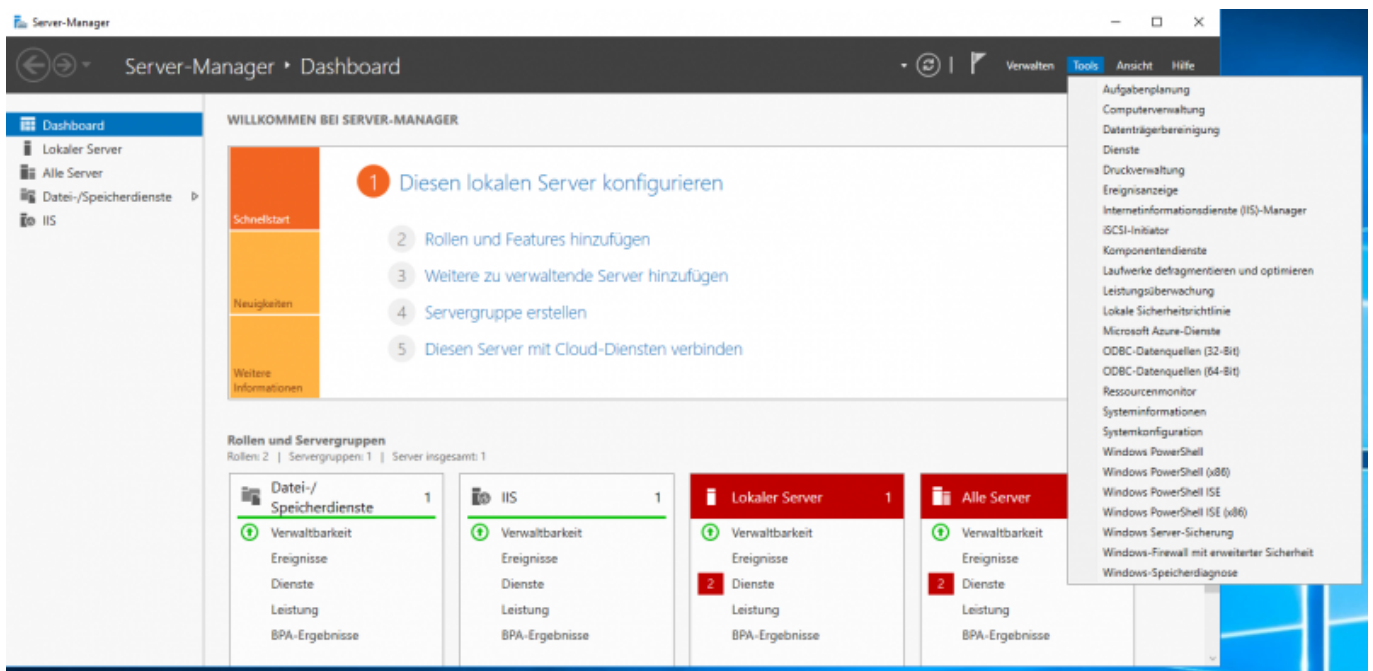 Server-Manager
Server-Manager ‣ Dashboard
Verwalten Tools Ansicht Hilfe
Aufgabenplanung
Computerverwaltung
Datenträgerbereinigung
Dienste
Druckverwaltung
Ereignisanzeige
Internetinformationsdienste (IIS)-Manager
iSCSI-Initiator
Komponentendienste
Laufwerke defragmentieren und optimieren
Leistungsüberwachung
Lokale Sicherheitsrichtlinie
Microsoft Azure-Dienste
ODBC-Datenquellen (32-Bit)
ODBC-Datenquellen (64-Bit)
Ressourcenmonitor
Systeminformationen
Systemkonfiguration
Windows PowerShell
Windows PowerShell (x86)
Windows PowerShell ISE
Windows PowerShell ISE (x86)
Windows Server-Sicherung
Windows-Firewall mit erweiterter Sicherheit
Windows-Speicherdiagnose
Dashboard
Lokaler Server
Alle Server
Datei-/Speicherdienste
IIS
WILLKOMMEN BEI SERVER-MANAGER
Schnellstart
Neuigkeiten
Weitere
Informationen
1 Diesen lokalen Server konfigurieren
2 Rollen und Features hinzufügen
3 Weitere zu verwaltende Server hinzufügen
4 Servergruppe erstellen
5 Diesen Server mit Cloud-Diensten verbinden
Rollen und Servergruppen
Rollen: 2 | Servergruppen: 1 | Server insgesamt: 1
Datei-/
Speicherdienste 1
Verwaltbarkeit
Ereignisse
Dienste
Leistung
BPA-Ergebnisse
IIS 1
Verwaltbarkeit
Ereignisse
Dienste
Leistung
BPA-Ergebnisse
Lokaler Server 1
Verwaltbarkeit
Ereignisse
2 Dienste
Leistung
BPA-Ergebnisse
Alle Server
Verwaltbarkeit
Ereignisse
2 Dienste
Leistung
BPA-Ergebnisse